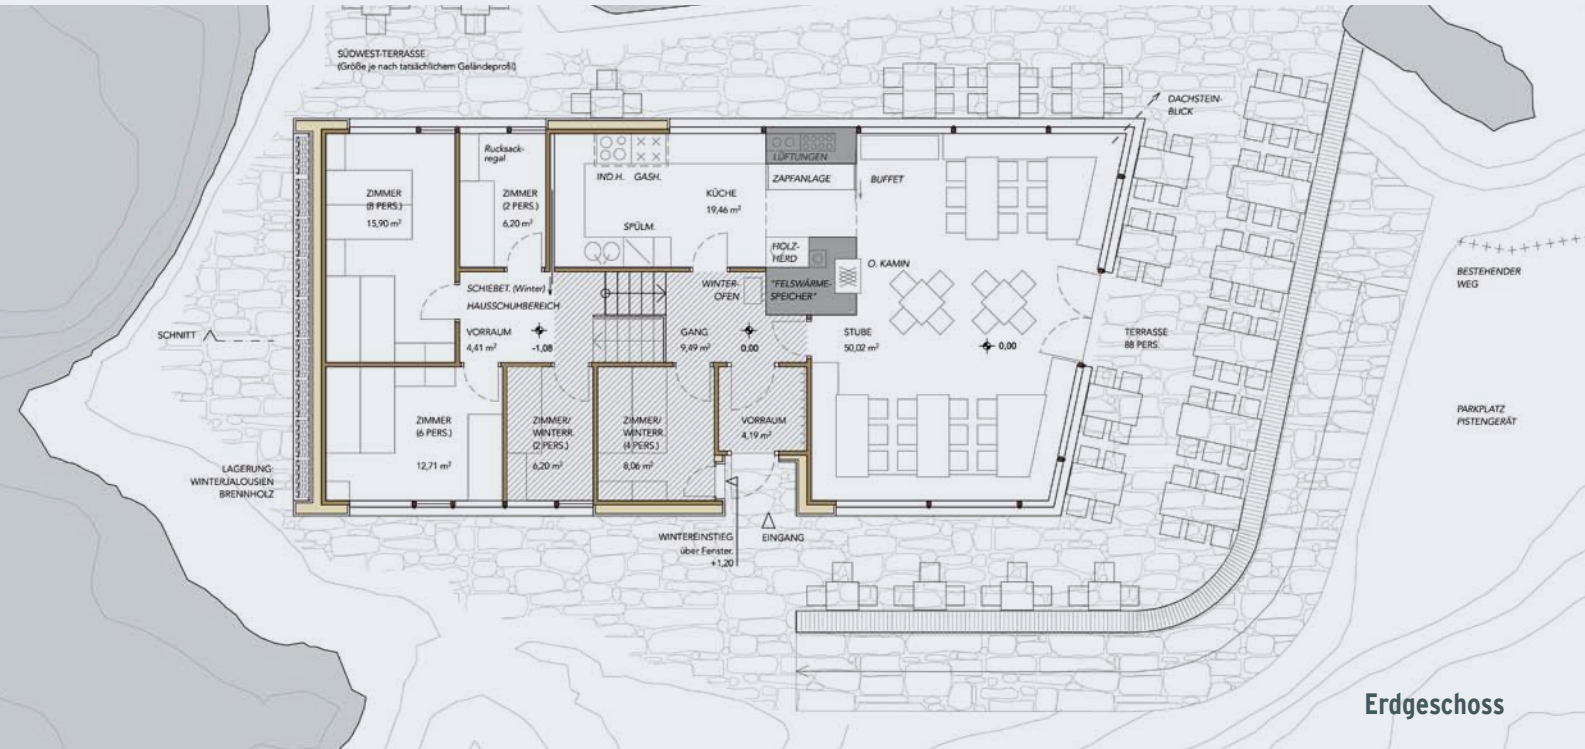 SÜDWEST-TERRASSE
(Größe je nach tatsächlichem Geländeprofil)
DACHSTEIN-
BLICK
Rucksack-
regal
LÜFTUNGEN
IND.H. GASH.
ZAPFANLAGE
BUFFET
ZIMMER
(8 PERS.)
15,90 m²
ZIMMER
(2 PERS.)
6,20 m²
KÜCHE
19,46 m²
SPÜLM.
HOLZ-
HERD
O. KAMIN
BESTEHENDER
WEG
SCHIEBET. (Winter)
HAUSSCHUHBEREICH
WINTER-
OFEN
"FELSWÄRME-
SPEICHER"
SCHNITT
VORRAUM
4,41 m²
-1,08
GANG
9,49 m²
0,00
STUBE
50,02 m²
0,00
TERRASSE
88 PERS.
ZIMMER
(6 PERS.)
12,71 m²
ZIMMER/
WINTERR.
(2 PERS.)
6,20 m²
ZIMMER/
WINTERR.
(4 PERS.)
8,06 m²
VORRAUM
4,19 m²
PARKPLATZ
PISTENGERÄT
LAGERUNG:
WINTERJALOUSIEN
BRENNHOLZ
WINTEREINSTIEG
über Fenster.
+1,20
EINGANG
Erdgeschoss